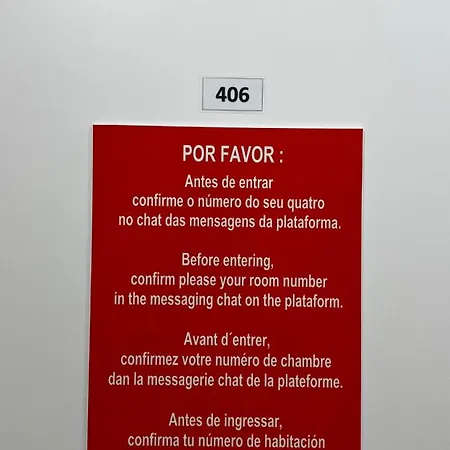 406
POR FAVOR :
Antes de entrar
confirme o número do seu quatro
no chat das mensagens da plataforma.
Before entering,
confirm please your room number
in the messaging chat on the plataform.
Avant d´entrer,
confirmez votre numéro de chambre
dan la messagerie chat de la plateforme.
Antes de ingressar,
confirma tu número de habitación